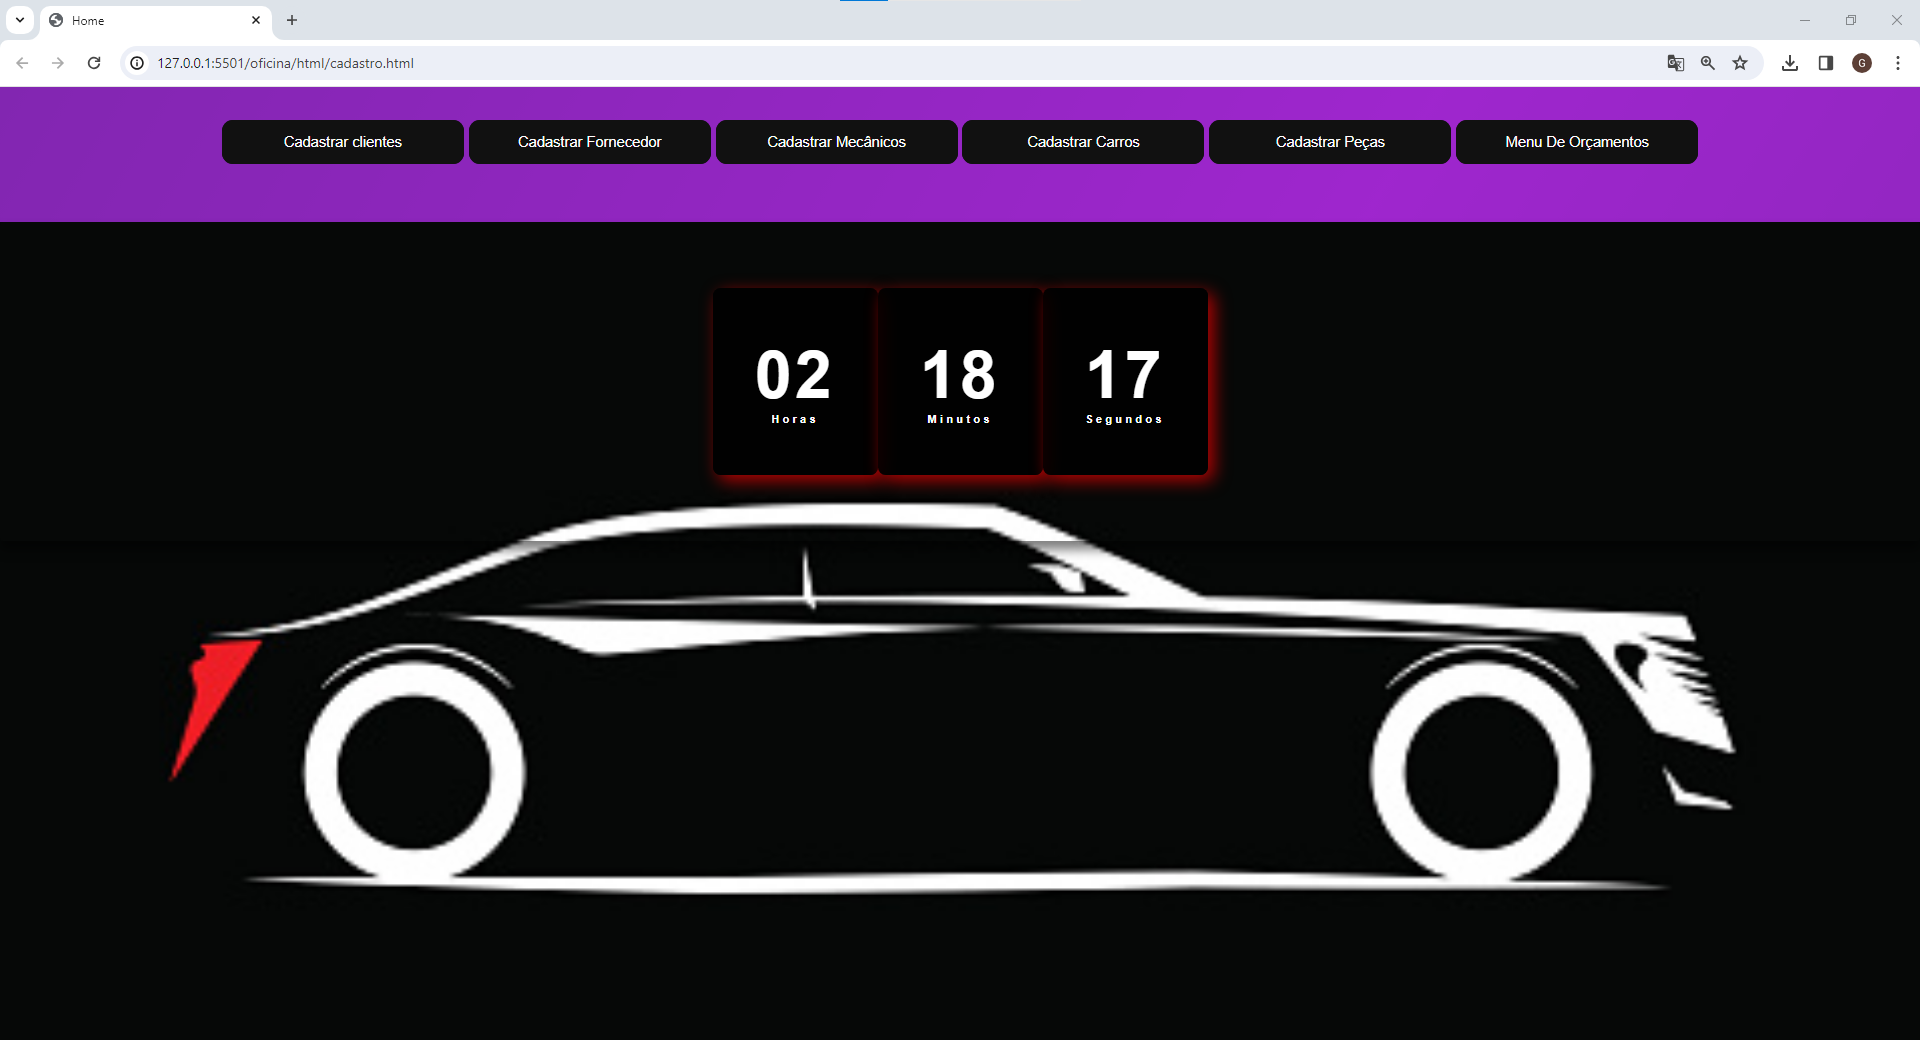 Home
127.0.0.1:5501/oficina/html/cadastro.html
G
Cadastrar clientes
Cadastrar Fornecedor
Cadastrar Mecânicos
Cadastrar Carros
Cadastrar Peças
Menu De Orçamentos
02
Horas
18
Minutos
17
Segundos